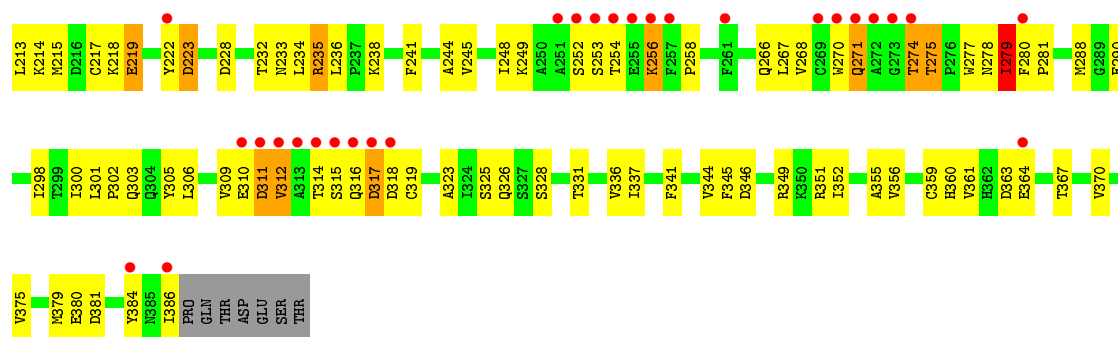 L213 K214 M215 D216 C217 K218 E219 Y222 D223 D228 T232 N233 L234 R235 L236 P237 K238 F241 A244 V245 I248 K249 A250 A251 S252 S253 T254 E255 K256 F257 P258 F261 Q266 L267 V268 C269 W270 Q271 A272 G273 T274 T275 P276 W277 N278 I279 F280 P281 M288 G289
I298 T299 I300 L301 P302 Q303 Q304 Y305 L306 V309 E310 D311 V312 A313 T314 S315 Q316 D317 D318 C319 A323 I324 S325 Q326 S327 S328 T331 V336 I337 F341 V344 F345 D346 R349 K350 R351 I352 A355 V356 C359 H360 V361 H362 D363 E364 T367 V370
V375 M379 E380 D381 Y384 N385 I386 PRO GLN THR ASP GLU SER THR